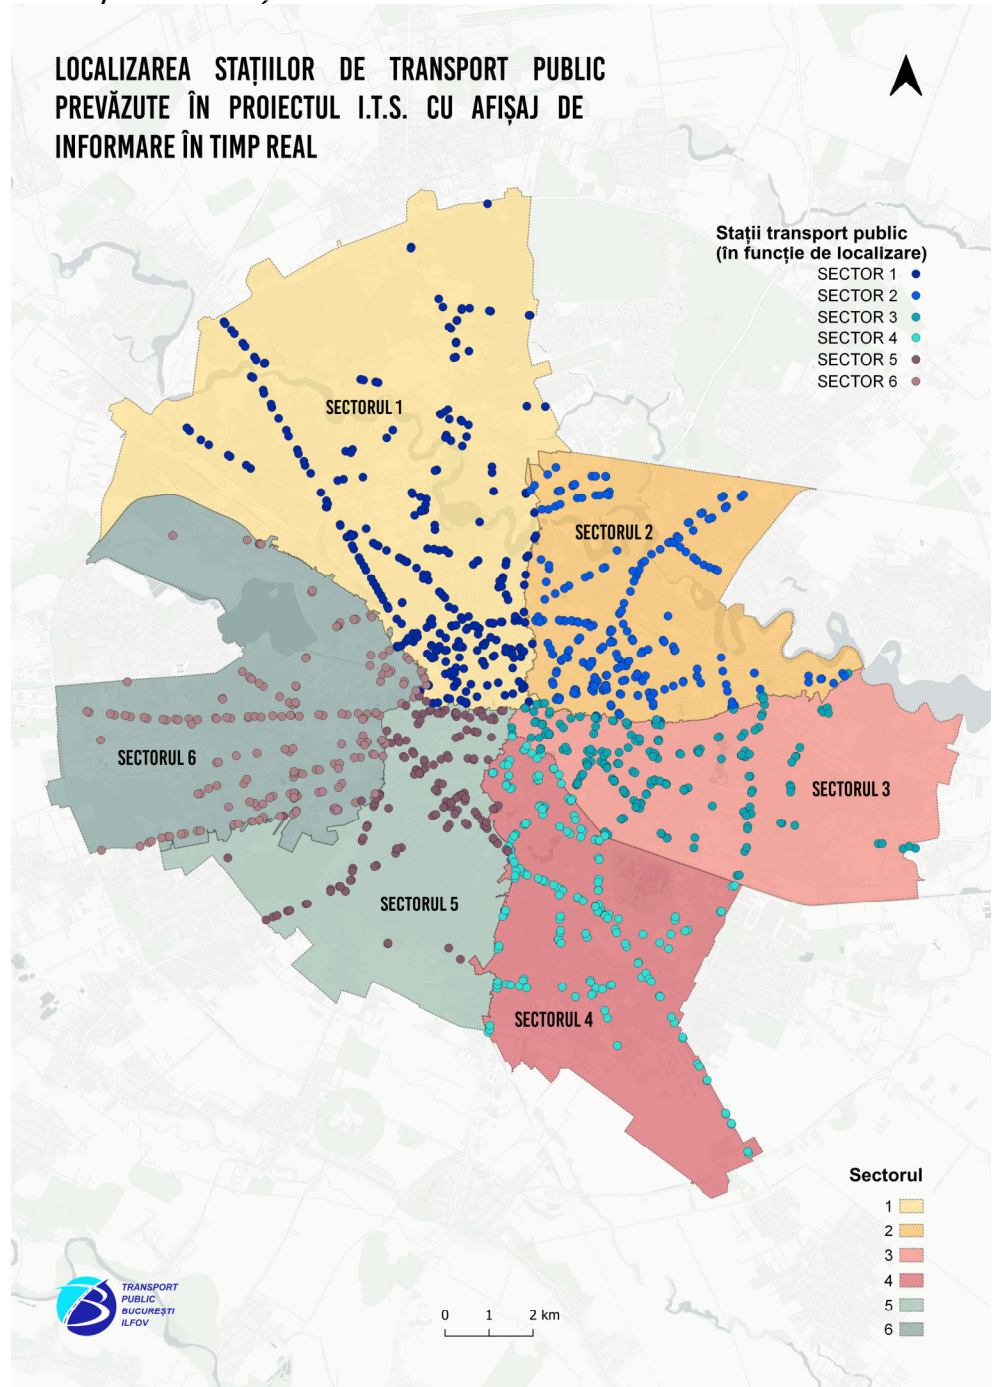 LOCALIZAREA STAȚIILOR DE TRANSPORT PUBLIC
PREVĂZUTE ÎN PROIECTUL I.T.S. CU AFIȘAJ DE
INFORMARE ÎN TIMP REAL
Stații transport public
(în funcție de localizare)
SECTOR 1
SECTOR 2
SECTOR 3
SECTOR 4
SECTOR 5
SECTOR 6
SECTORUL 1
SECTORUL 2
SECTORUL 6
SECTORUL 3
SECTORUL 5
SECTORUL 4
Sectorul
1
2
3
4
5
6
TRANSPORT
PUBLIC
BUCUREȘTI
ILFOV
0 1 2 km